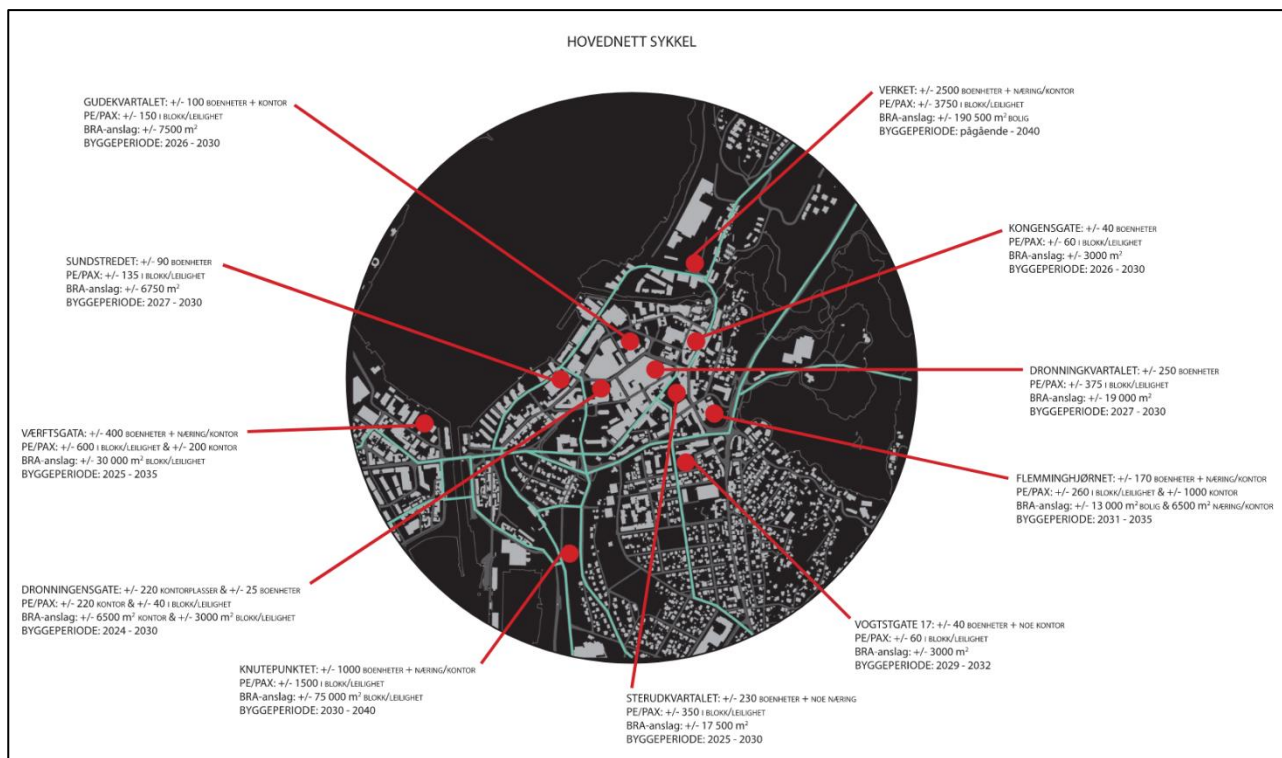 HOVEDNETT SYKKEL
GUDEKVARTALET: +/- 100 BOENHETER + KONTOR
PE/PAX: +/- 150 I BLOKK/LEILIGHET
BRA-anslag: +/- 7500 m²
BYGGEPERIODE: 2026 - 2030
VERKET: +/- 2500 BOENHETER + NÆRING/KONTOR
PE/PAX: +/- 3750 I BLOKK/LEILIGHET
BRA-anslag: +/- 190 500 m² BOLIG
BYGGEPERIODE: pågående - 2040
SUNDSTREDET: +/- 90 BOENHETER
PE/PAX: +/- 135 I BLOKK/LEILIGHET
BRA-anslag: +/- 6750 m²
BYGGEPERIODE: 2027 - 2030
KONGENSGATE: +/- 40 BOENHETER
PE/PAX: +/- 60 I BLOKK/LEILIGHET
BRA-anslag: +/- 3000 m²
BYGGEPERIODE: 2026 - 2030
DRONNINGKVARTALET: +/- 250 BOENHETER
PE/PAX: +/- 375 I BLOKK/LEILIGHET
BRA-anslag: +/- 19 000 m²
BYGGEPERIODE: 2027 - 2030
VÆRFTSGATA: +/- 400 BOENHETER + NÆRING/KONTOR
PE/PAX: +/- 600 I BLOKK/LEILIGHET & +/- 200 KONTOR
BRA-anslag: +/- 30 000 m² BLOKK/LEILIGHET
BYGGEPERIODE: 2025 - 2035
FLEMMINGHJØRNET: +/- 170 BOENHETER + NÆRING/KONTOR
PE/PAX: +/- 260 I BLOKK/LEILIGHET & +/- 1000 KONTOR
BRA-anslag: +/- 13 000 m² BOLIG & 6500 m² NÆRING/KONTOR
BYGGEPERIODE: 2031 - 2035
DRONNINGENSGATE: +/- 220 KONTORPLASSER & +/- 25 BOENHETER
PE/PAX: +/- 220 KONTOR & +/- 40 I BLOKK/LEILIGHET
BRA-anslag: +/- 6500 m² KONTOR & +/- 3000 m² BLOKK/LEILIGHET
BYGGEPERIODE: 2024 - 2030
VOGTSTGATE 17: +/- 40 BOENHETER + NOE KONTOR
PE/PAX: +/- 60 I BLOKK/LEILIGHET
BRA-anslag: +/- 3000 m²
BYGGEPERIODE: 2029 - 2032
KNUTEPUNKTET: +/- 1000 BOENHETER + NÆRING/KONTOR
PE/PAX: +/- 1500 I BLOKK/LEILIGHET
BRA-anslag: +/- 75 000 m² BLOKK/LEILIGHET
BYGGEPERIODE: 2030 - 2040
STERUDKVARTALET: +/- 230 BOENHETER + NOE NÆRING
PE/PAX: +/- 350 I BLOKK/LEILIGHET
BRA-anslag: +/- 17 500 m²
BYGGEPERIODE: 2025 - 2030